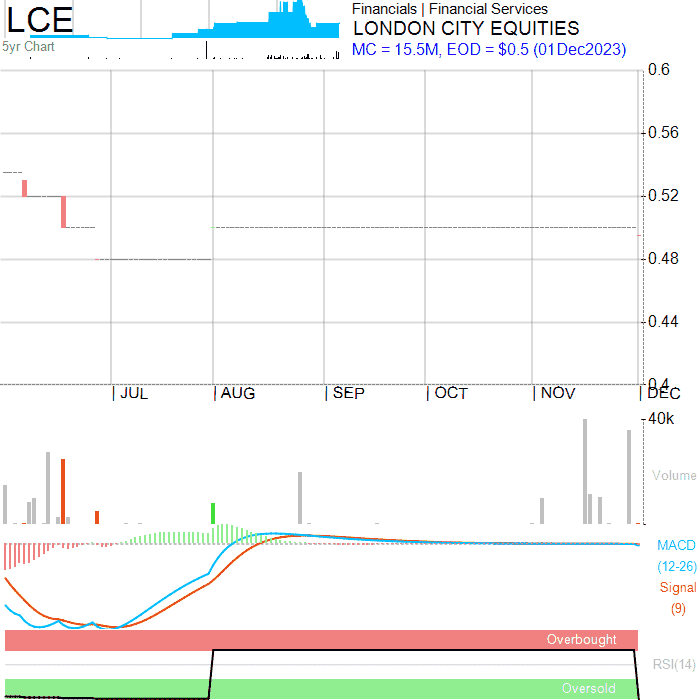 LCE
5yr Chart
Financials | Financial Services
LONDON CITY EQUITIES
MC = 15.5M, EOD = $0.5 (01Dec2023)
0.6
0.56
0.52
0.48
0.44
0.4
JUL AUG SEP OCT NOV DEC
40k
Volume
MACD
(12-26)
Signal
(9)
Overbought
RSI(14)
Oversold